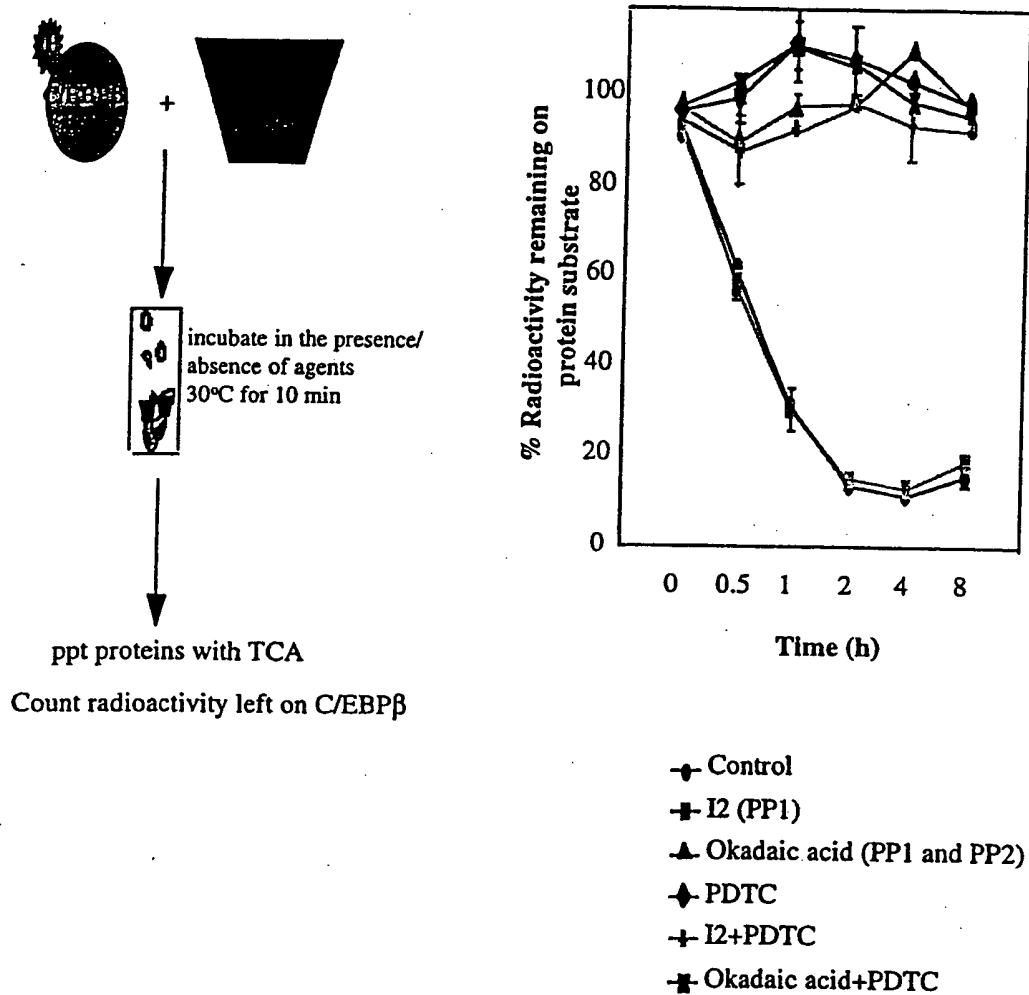 C/EBPβ
+
incubate in the presence/
absence of agents
30°C for 10 min
ppt proteins with TCA
Count radioactivity left on C/EBPβ
% Radioactivity remaining on
protein substrate
100
80
60
40
20
0
0 0.5 1 2 4 8
Time (h)
Control
I2 (PP1)
Okadaic acid (PP1 and PP2)
PDTC
I2+PDTC
Okadaic acid+PDTC